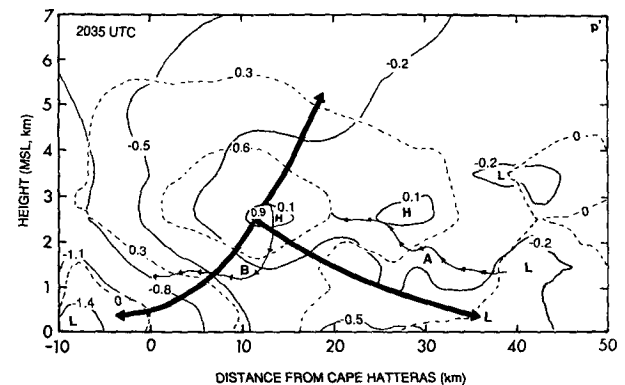 7
2035 UTC
p'
-0.2
6
0.3
5
-0.2
0
-0.5
4
0.6
-0.2
L
3
0.1
0.9
0.1
H
H
0
2
A
-0.2
0.3
B
L
-1.1
1
-0.8
0
-1.4
L
-0.5
L
0
-10
0
10
20
30
40
50
HEIGHT (MSL, km)
DISTANCE FROM CAPE HATTERAS (km)